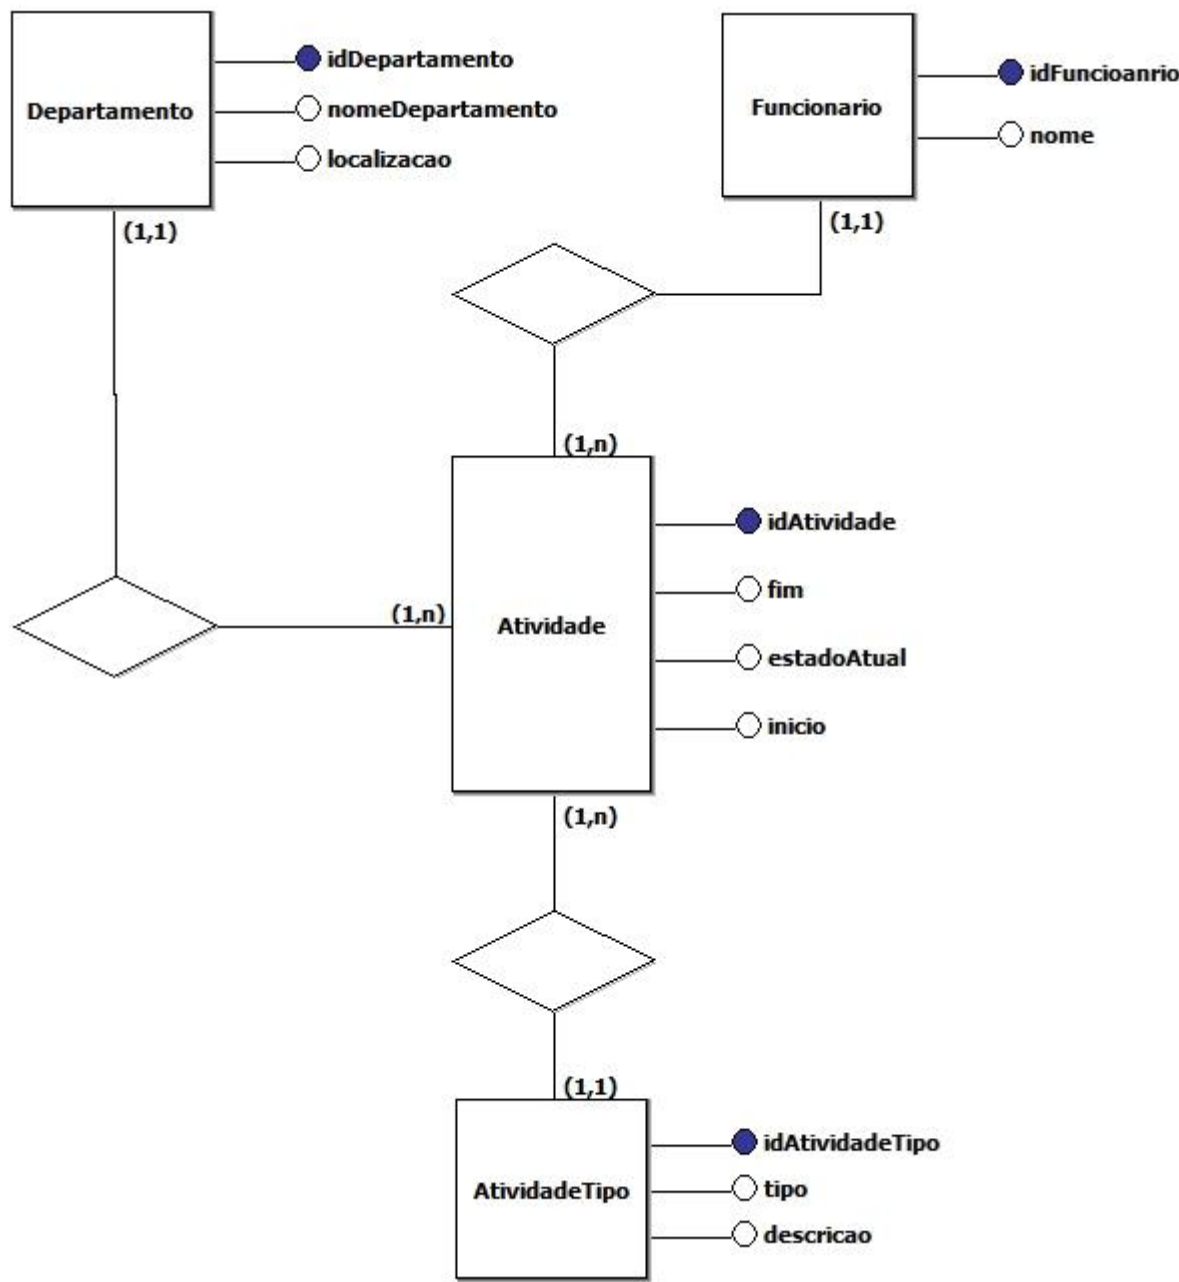 Departamento
idDepartamento
nomeDepartamento
localizacao
(1,1)
Funcionario
idFuncioanrio
nome
(1,1)
(1,n)
(1,n)
Atividade
idAtividade
fim
estadoAtual
inicio
(1,n)
(1,1)
AtividadeTipo
idAtividadeTipo
tipo
descricao